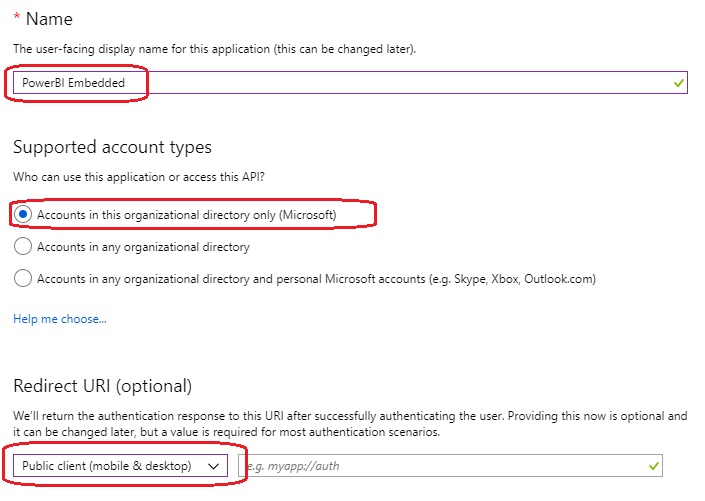 * Name
The user-facing display name for this application (this can be changed later).
PowerBI Embedded
Supported account types
Who can use this application or access this API?
Accounts in this organizational directory only (Microsoft)
Accounts in any organizational directory
Accounts in any organizational directory and personal Microsoft accounts (e.g. Skype, Xbox, Outlook.com)
Help me choose...
Redirect URI (optional)
We'll return the authentication response to this URI after successfully authenticating the user. Providing this now is optional and
it can be changed later, but a value is required for most authentication scenarios.
Public client (mobile & desktop) e.g. myapp://auth